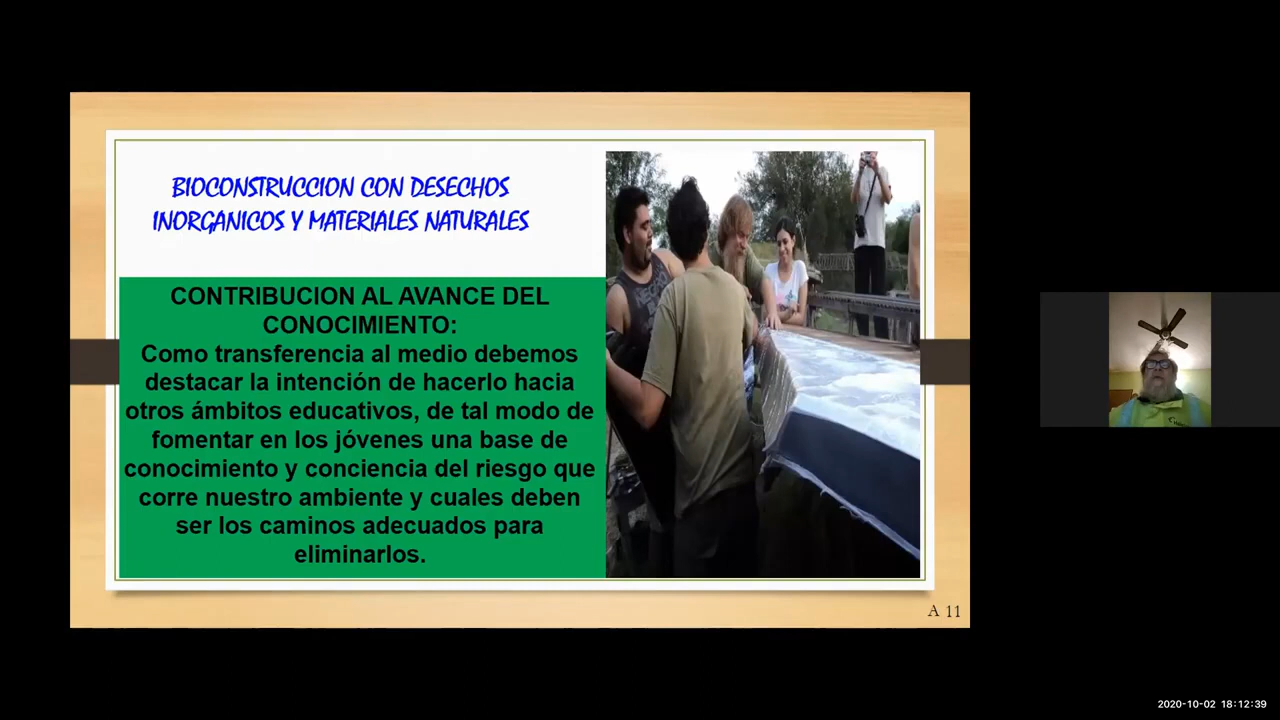 BIOCONSTRUCCION CON DESECHOS
INORGANICOS Y MATERIALES NATURALES
CONTRIBUCION AL AVANCE DEL
CONOCIMIENTO:
Como transferencia al medio debemos
destacar la intención de hacerlo hacia
otros ámbitos educativos, de tal modo de
fomentar en los jóvenes una base de
conocimiento y conciencia del riesgo que
corre nuestro ambiente y cuales deben
ser los caminos adecuados para
eliminarlos.
A 11
2020-10-02 18:12:39